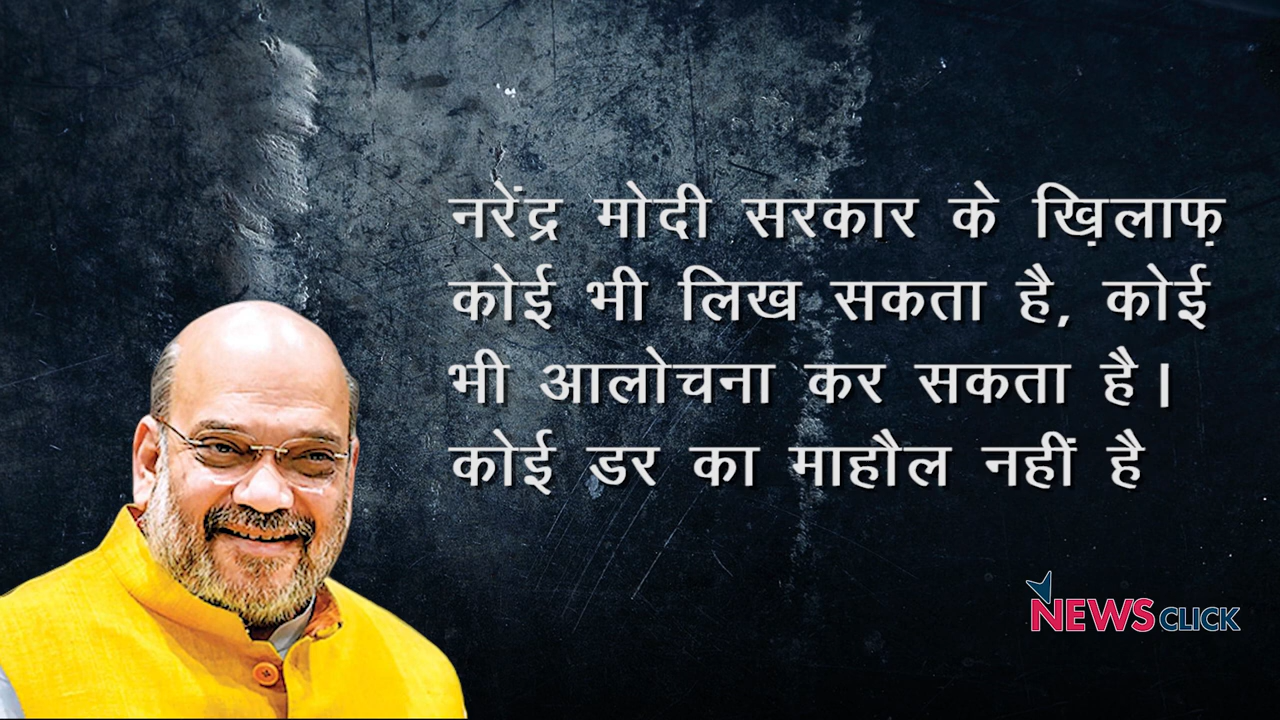 नरेंद्र मोदी सरकार के ख़िलाफ़
कोई भी लिख सकता है, कोई
भी आलोचना कर सकता है।
कोई डर का माहौल नहीं है
NEWSCLICK